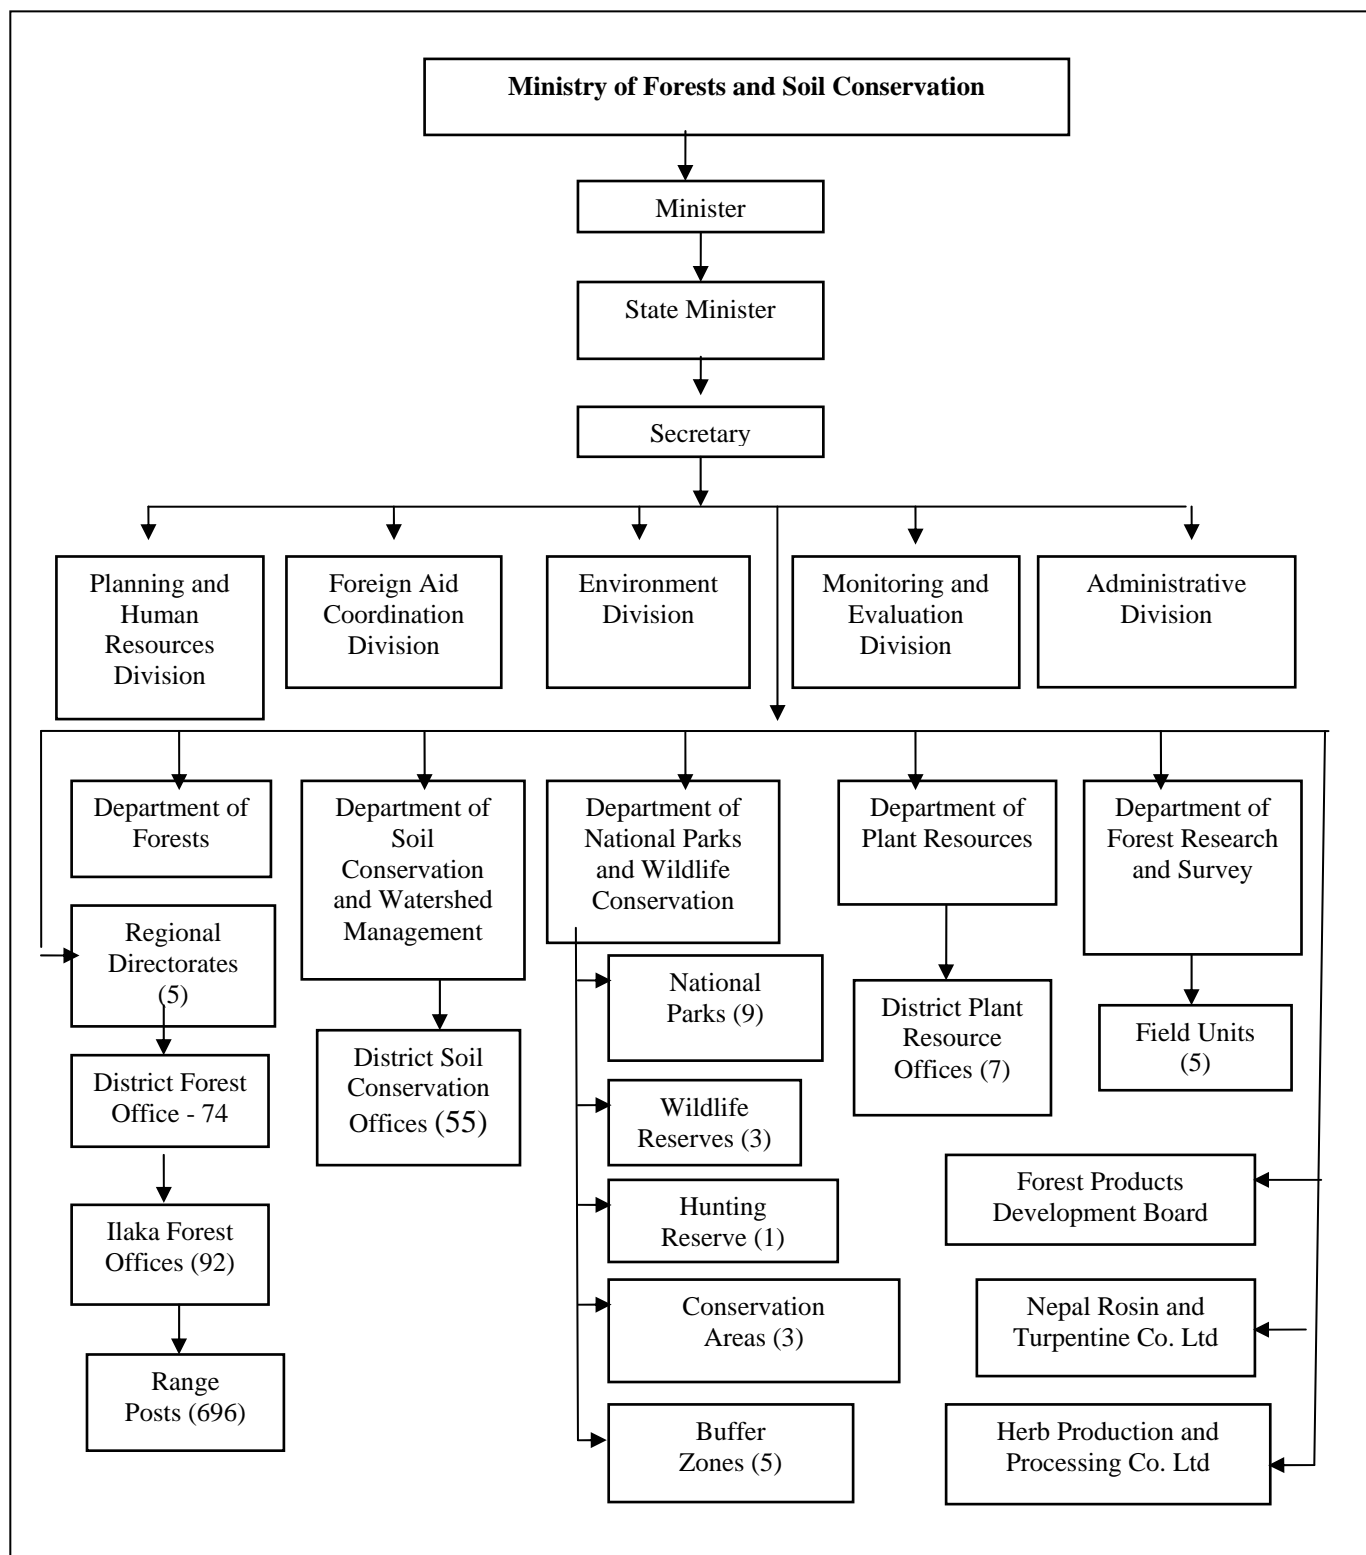 Ministry of Forests and Soil Conservation
Minister
State Minister
Secretary
Planning and
Human
Resources
Division
Foreign Aid
Coordination
Division
Environment
Division
Monitoring and
Evaluation
Division
Administrative
Division
Department of
Forests
Department of
Soil
Conservation
and Watershed
Management
Department of
National Parks
and Wildlife
Conservation
Department of
Plant Resources
Department of
Forest Research
and Survey
Regional
Directorates
(5)
District Forest
Office - 74
Ilaka Forest
Offices (92)
Range
Posts (696)
District Soil
Conservation
Offices (55)
National
Parks (9)
Wildlife
Reserves (3)
Hunting
Reserve (1)
Conservation
Areas (3)
Buffer
Zones (5)
District Plant
Resource
Offices (7)
Field Units
(5)
Forest Products
Development Board
Nepal Rosin and
Turpentine Co. Ltd
Herb Production and
Processing Co. Ltd